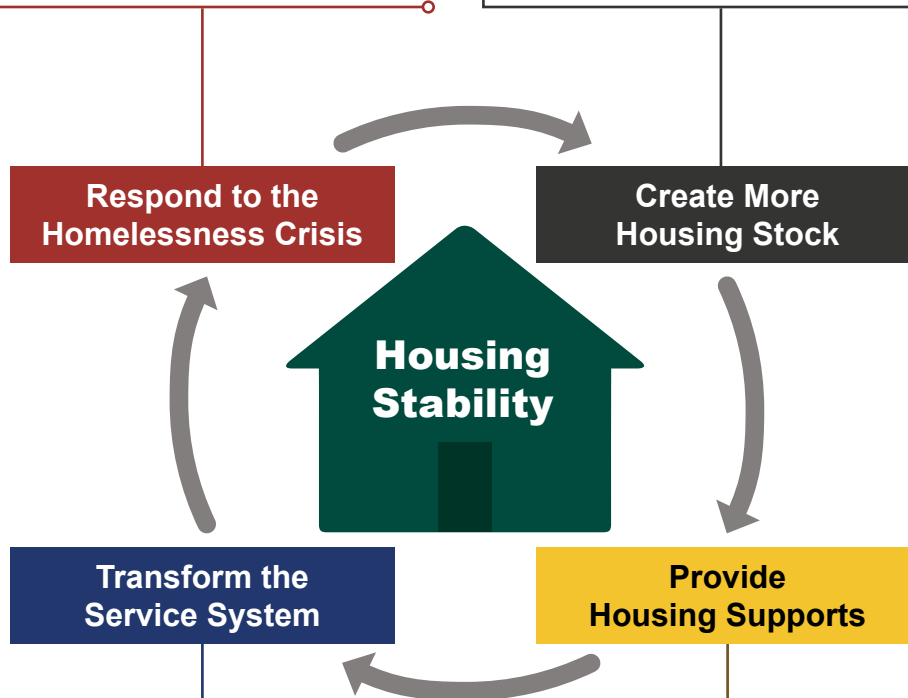 Respond to the
Homelessness Crisis
Create More
Housing Stock
Housing
Stability
Transform the
Service System
Provide
Housing Supports